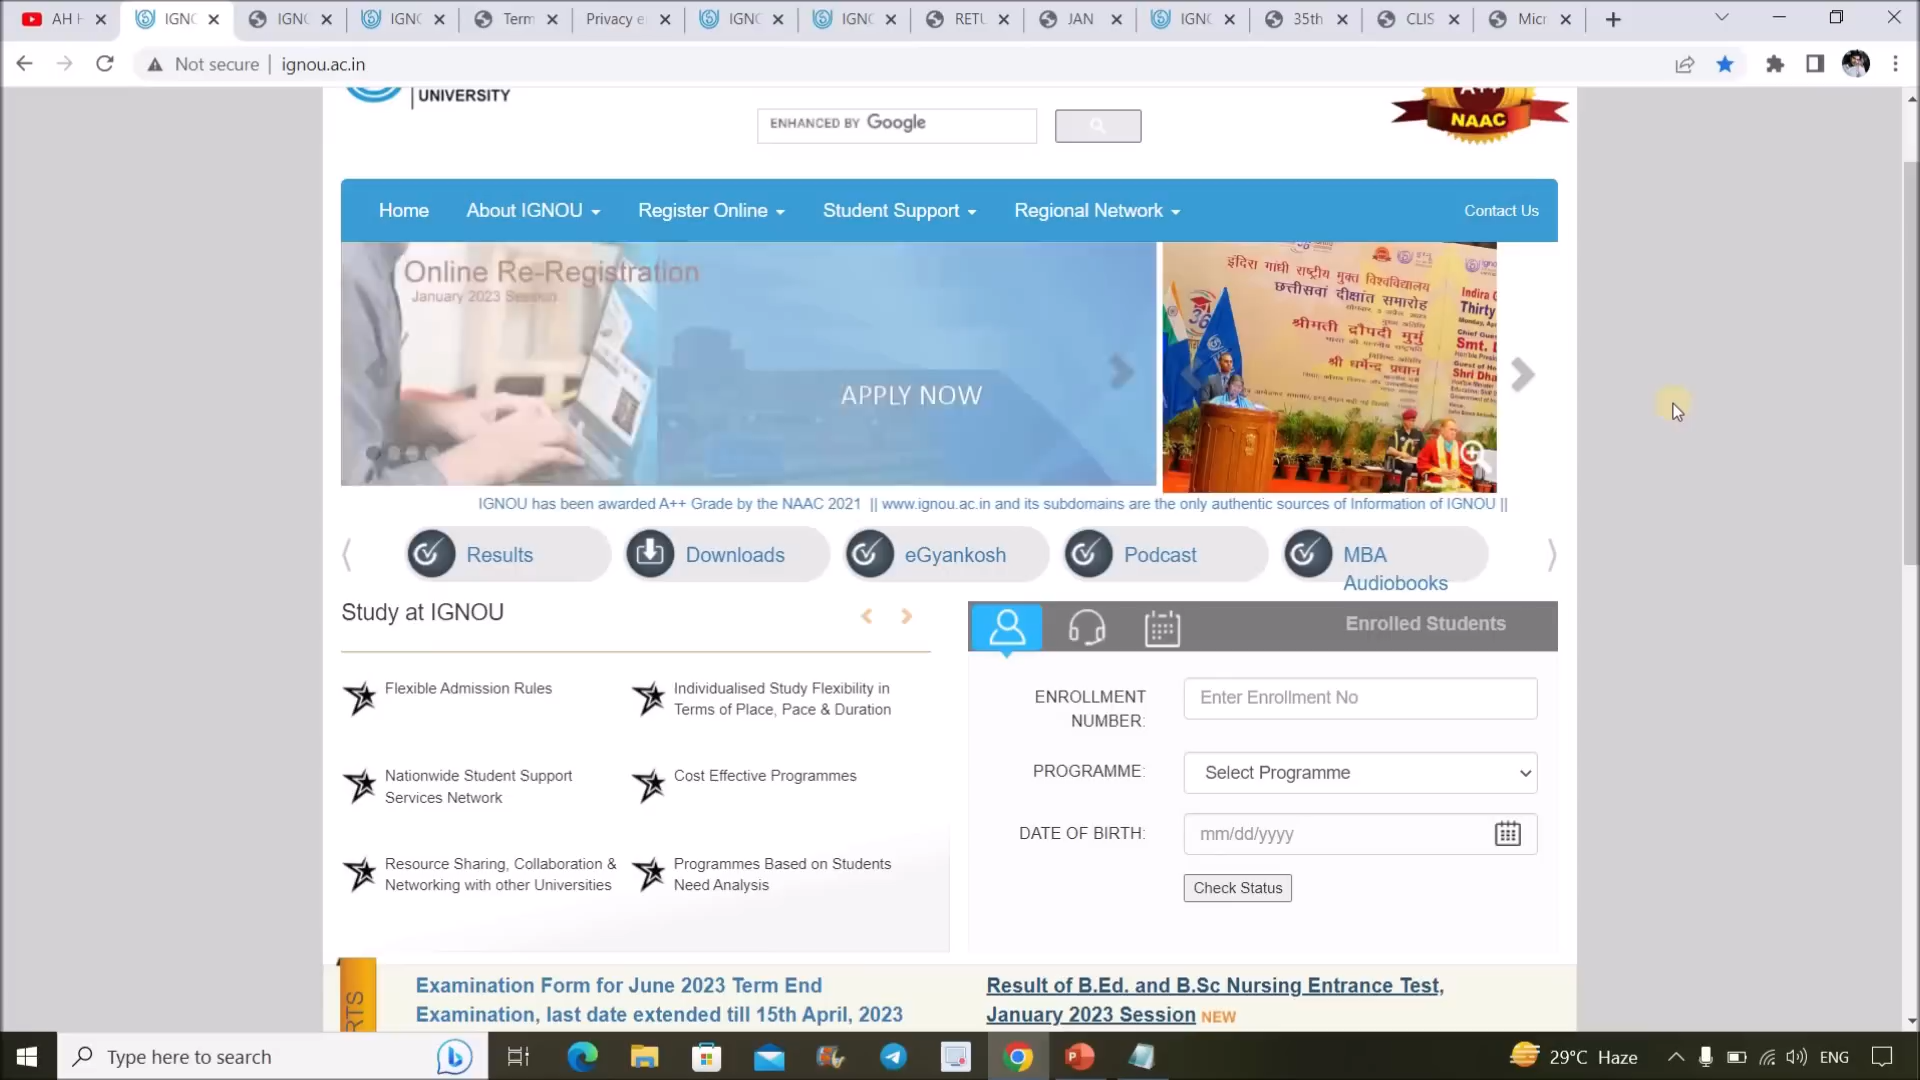 AH H
IGNO
IGNO
IGNO
Term
Privacy e
IGNO
IGNO
RETU
JAN
IGNO
35th
CLIS
Micr
Not secure
ignou.ac.in
UNIVERSITY
ENHANCED BY Google
A++
NAAC
Home
About IGNOU
Register Online
Student Support
Regional Network
Contact Us
Online Re-Registration
January 2023 Session
APPLY NOW
इंदिरा गांधी राष्ट्रीय मुक्त विश्वविद्यालय
छत्तीसवां दीक्षांत समारोह
श्रीमती द्रौपदी मुर्मु
श्री धर्मेन्द्र प्रधान
Indira G
Thirty
Smt.
Shri Dha
36
IGNOU has been awarded A++ Grade by the NAAC 2021 || www.ignou.ac.in and its subdomains are the only authentic sources of Information of IGNOU ||
Results
Downloads
eGyankosh
Podcast
MBA
Audiobooks
Study at IGNOU
Flexible Admission Rules
Individualised Study Flexibility in
Terms of Place, Pace & Duration
Nationwide Student Support
Services Network
Cost Effective Programmes
Resource Sharing, Collaboration &
Networking with other Universities
Programmes Based on Students
Need Analysis
Enrolled Students
ENROLLMENT
NUMBER:
Enter Enrollment No
PROGRAMME:
Select Programme
DATE OF BIRTH:
mm/dd/yyyy
Check Status
RTS
Examination Form for June 2023 Term End
Examination, last date extended till 15th April, 2023
Result of B.Ed. and B.Sc Nursing Entrance Test,
January 2023 Session NEW
Type here to search
29°C Haze
ENG